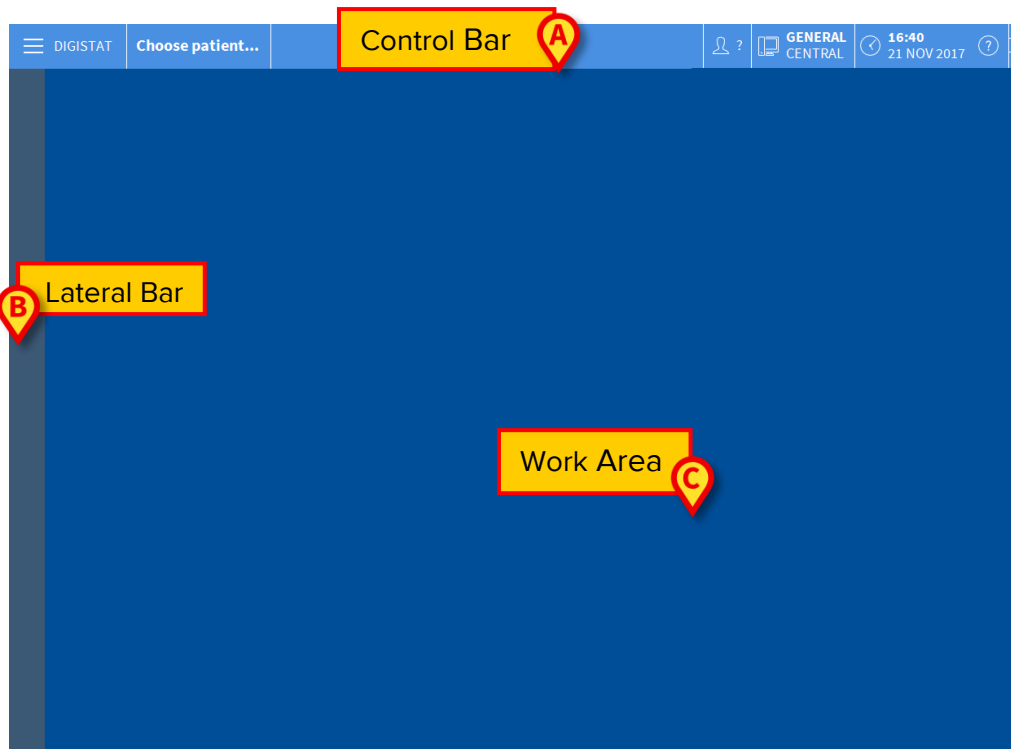 DIGISTAT
Choose patient...
Control Bar
A
?
GENERAL
CENTRAL
16:40
21 NOV 2017
?
Lateral Bar
B
Work Area
C